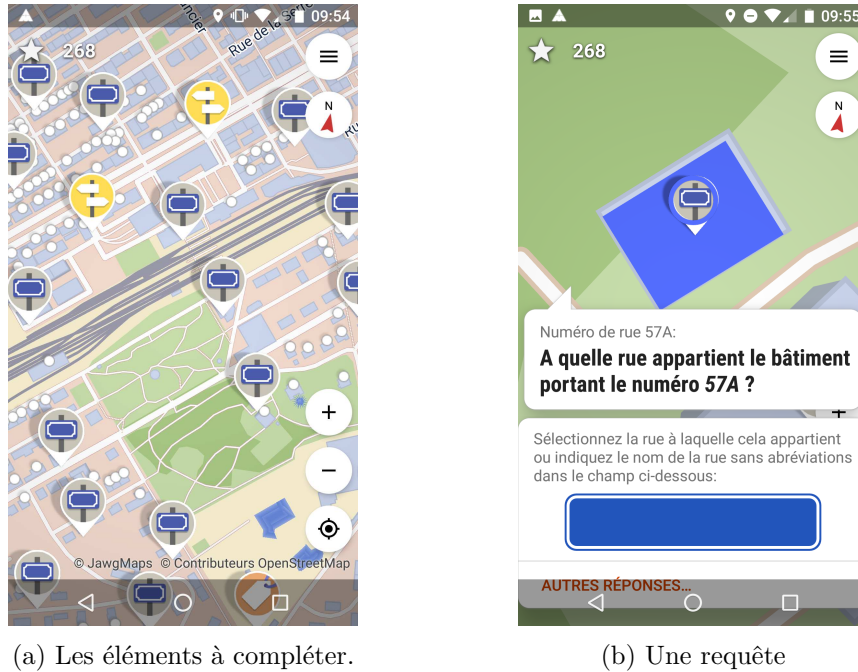 09:54
268
ncier
Rue de la Serre
N
Ru
+
−
© JawgMaps © Contributeurs OpenStreetMap
(a) Les éléments à compléter.
09:55
268
N
Numéro de rue 57A:
A quelle rue appartient le bâtiment
portant le numéro 57A ?
Sélectionnez la rue à laquelle cela appartient
ou indiquez le nom de la rue sans abréviations
dans le champ ci-dessous:
AUTRES RÉPONSES...
(b) Une requête